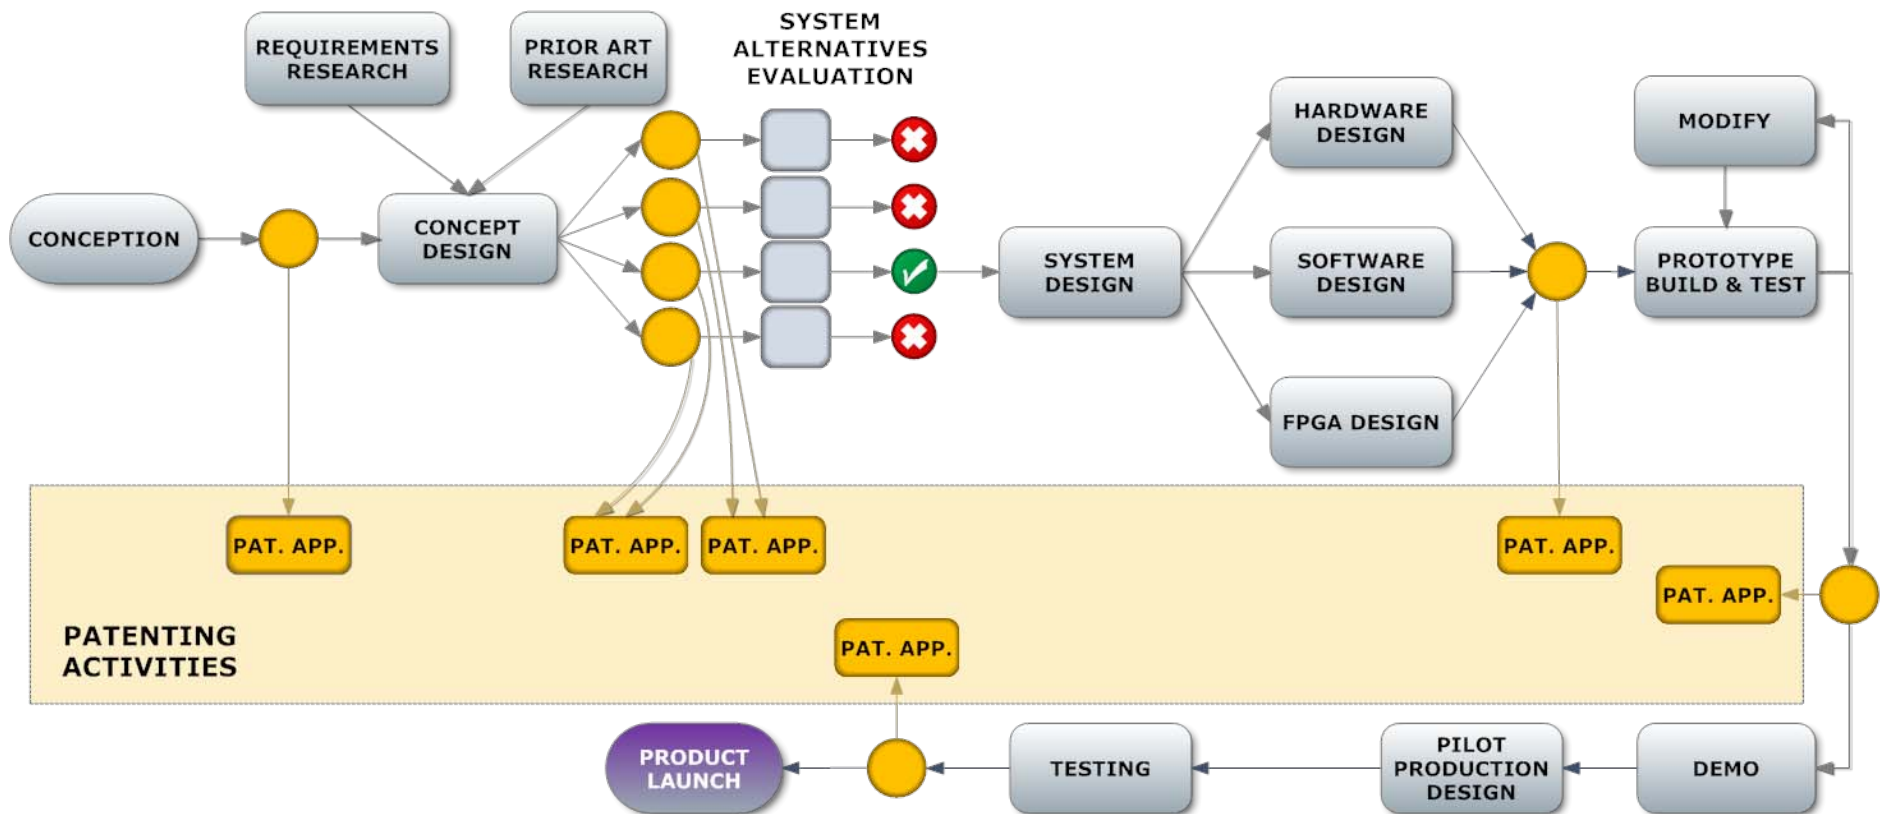 REQUIREMENTS
RESEARCH
PRIOR ART
RESEARCH
SYSTEM
ALTERNATIVES
EVALUATION
HARDWARE
DESIGN
MODIFY
CONCEPTION
CONCEPT
DESIGN
SYSTEM
DESIGN
SOFTWARE
DESIGN
PROTOTYPE
BUILD & TEST
FPGA DESIGN
PAT. APP.
PAT. APP.
PAT. APP.
PAT. APP.
PAT. APP.
PATENTING
ACTIVITIES
PAT. APP.
PRODUCT
LAUNCH
TESTING
PILOT
PRODUCTION
DESIGN
DEMO